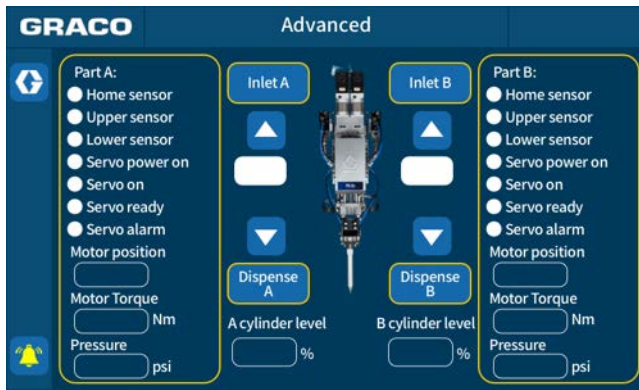 GRACO
Advanced
Part A:
Home sensor
Upper sensor
Lower sensor
Servo power on
Servo on
Servo ready
Servo alarm
Motor position
Motor Torque
Nm
Pressure
psi
Inlet A
Dispense
A
A cylinder level
%
Inlet B
Dispense
B
B cylinder level
%
Part B:
Home sensor
Upper sensor
Lower sensor
Servo power on
Servo on
Servo ready
Servo alarm
Motor position
Motor Torque
Nm
Pressure
psi